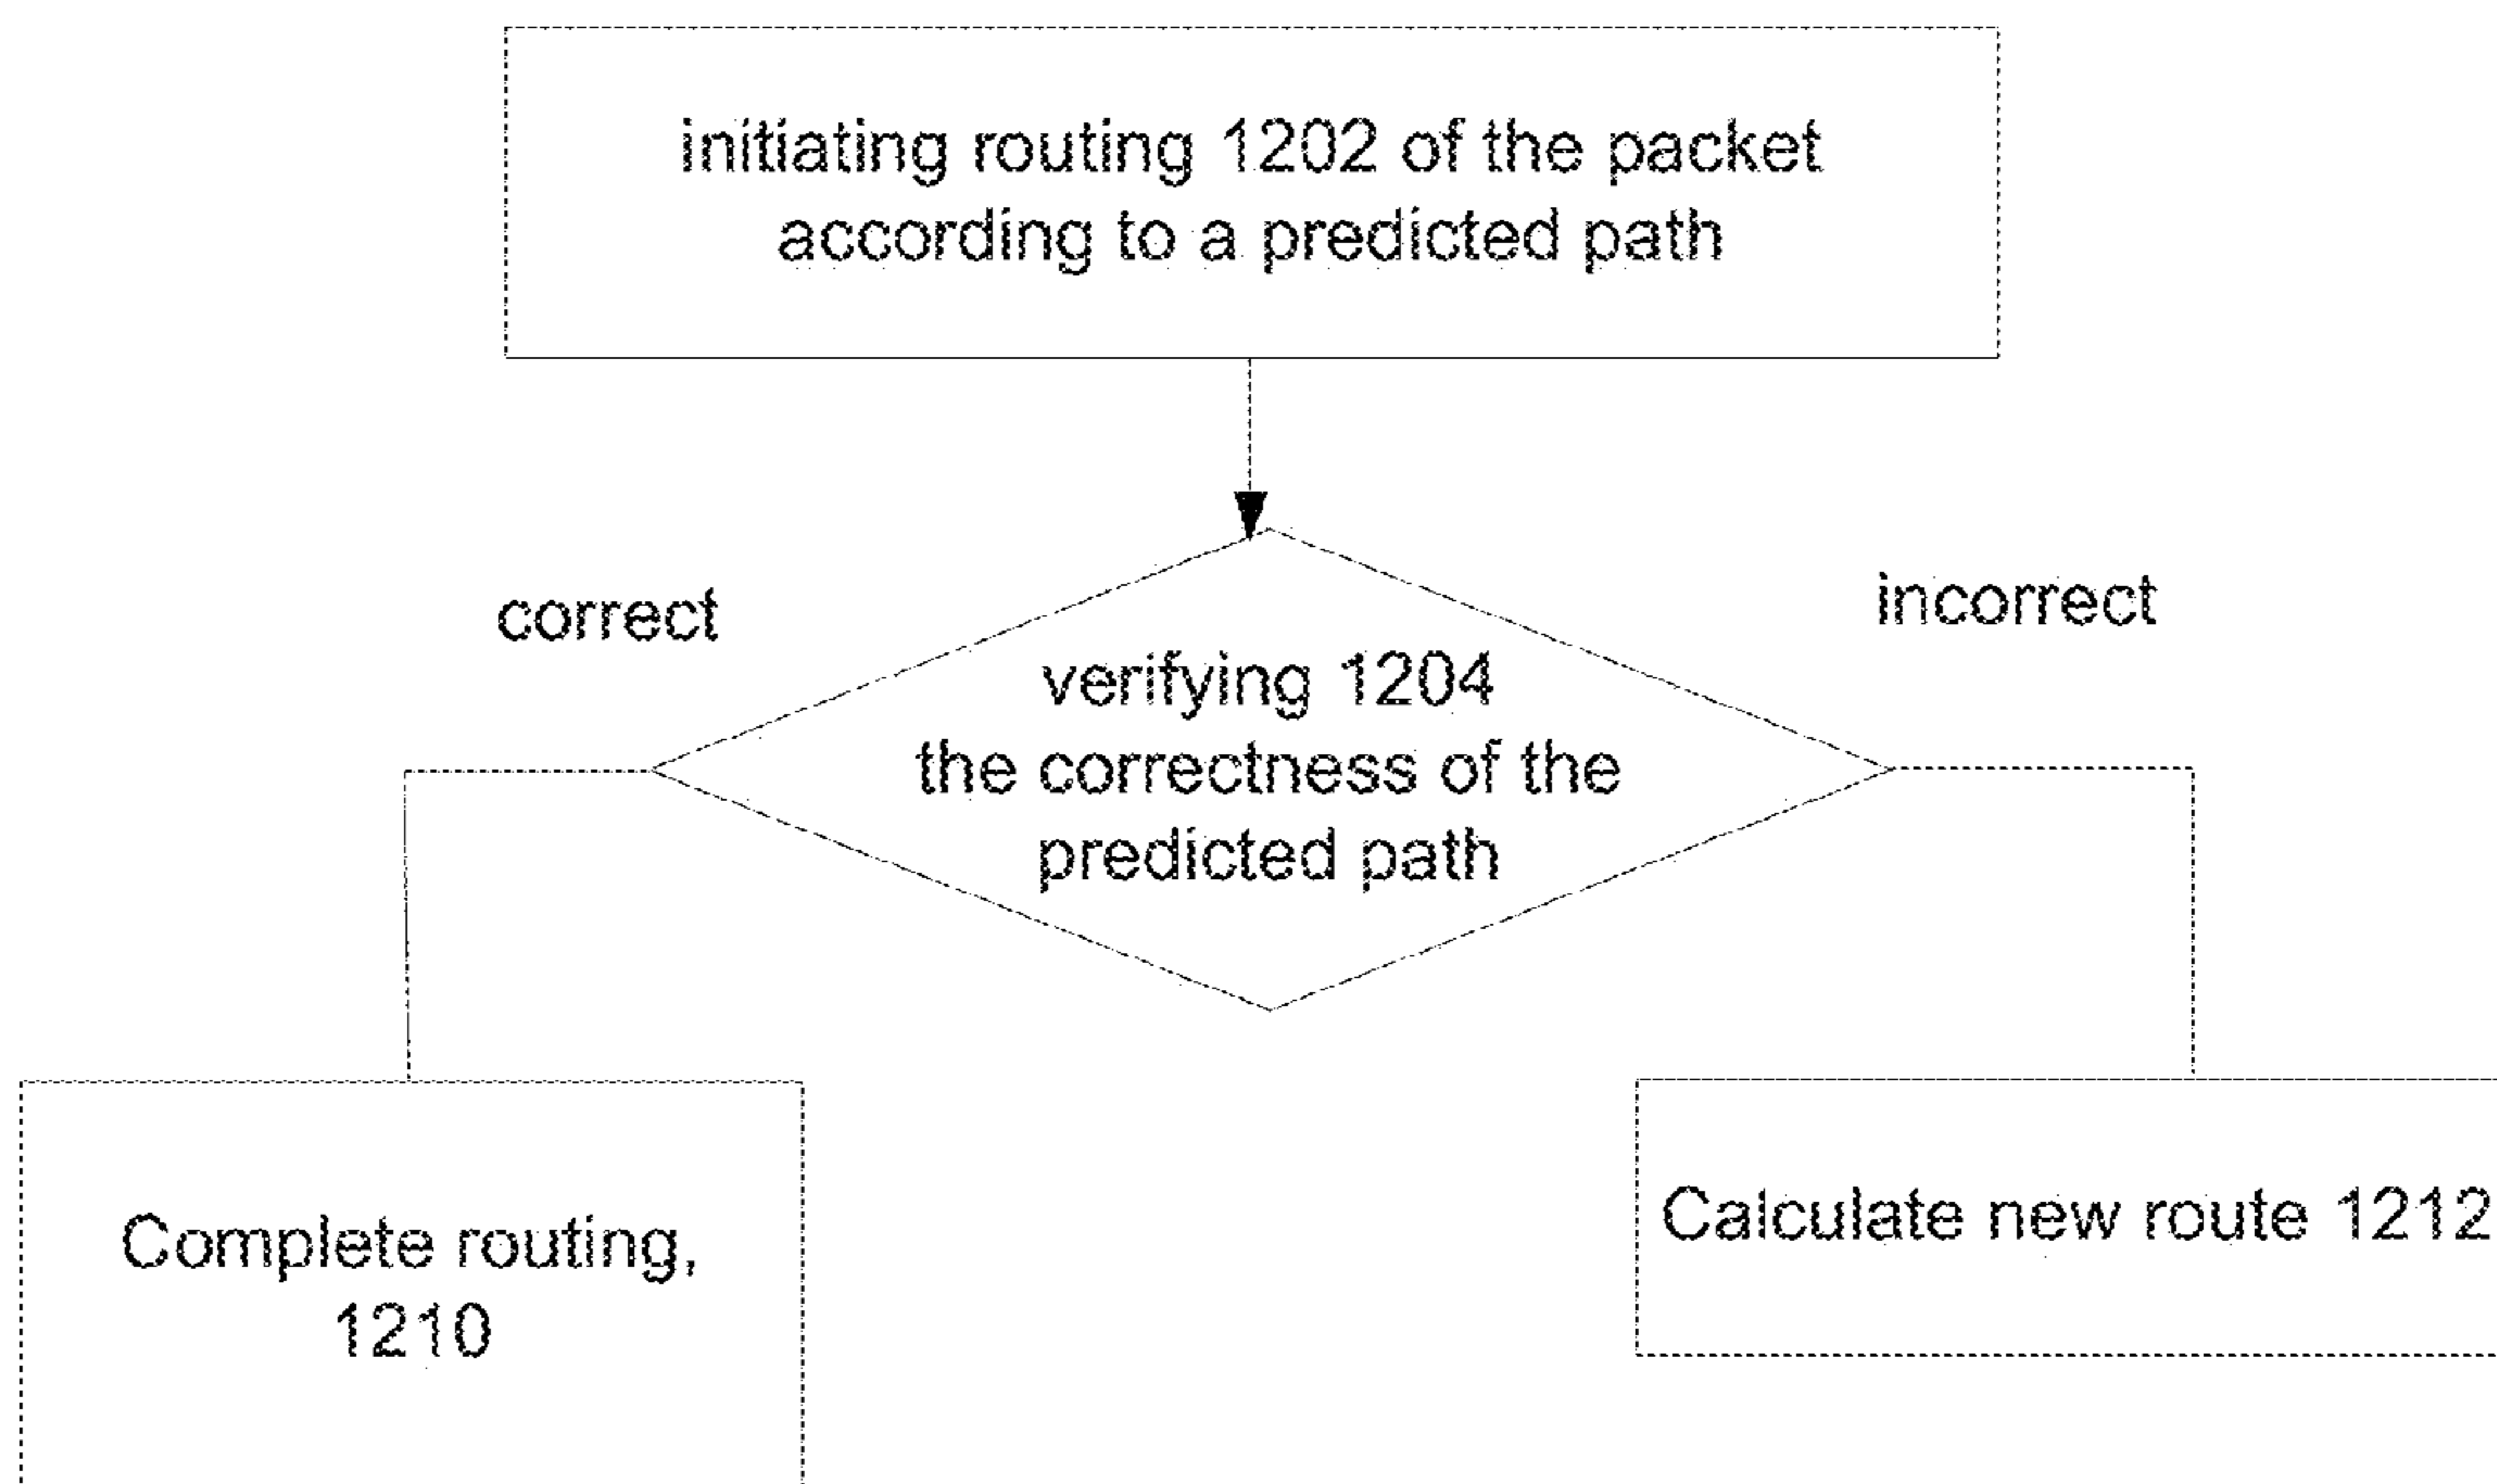 initiating routing 1202 of the packet
according to a predicted path
correct
incorrect
verifying 1204
the correctness of the
predicted path
Complete routing,
1210
Calculate new route 1212